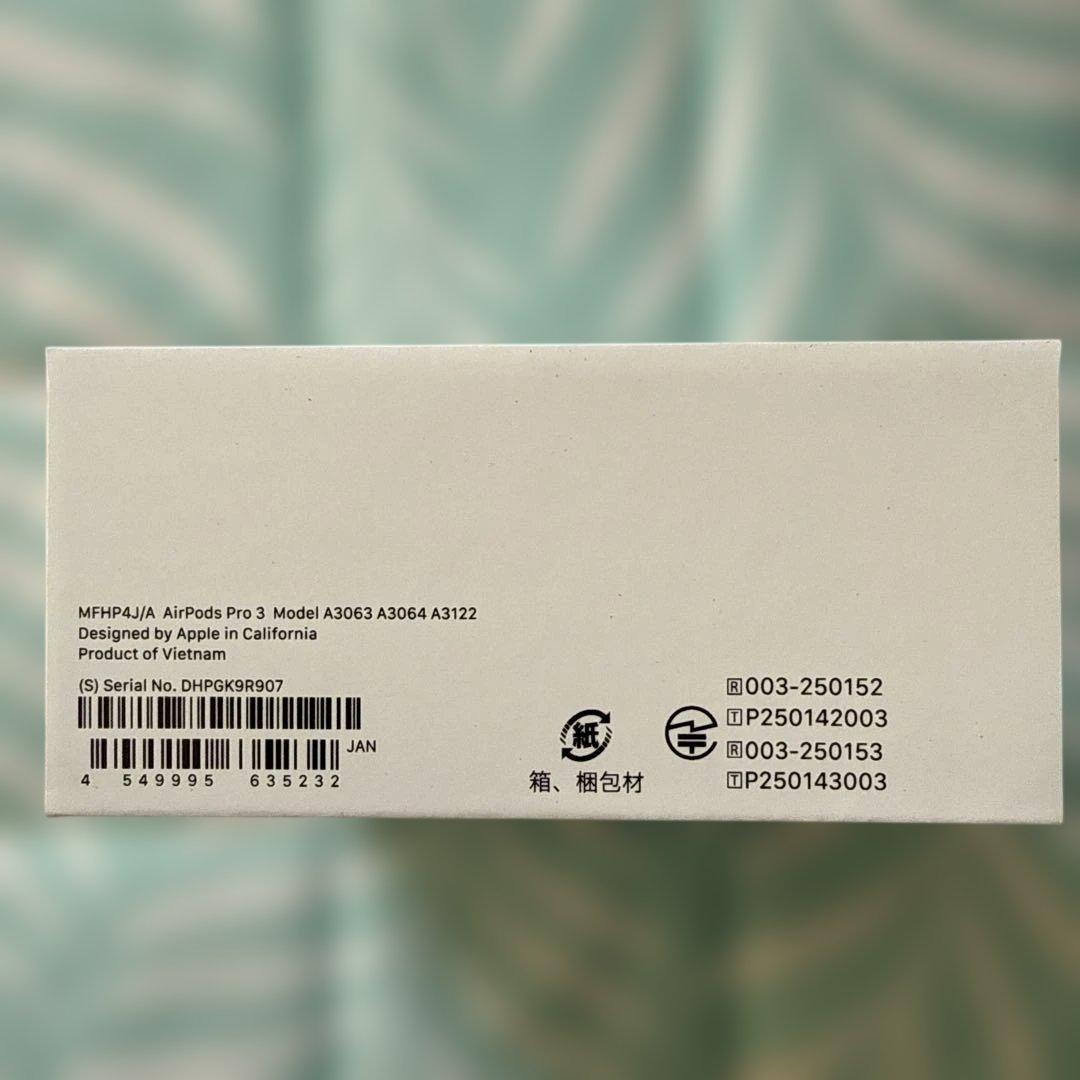 MFHP4J/A AirPods Pro 3 Model A3063 A3064 A3122
Designed by Apple in California
Product of Vietnam
(S) Serial No. DHPGK9R907
JAN
4 549995 635232
紙
箱、梱包材
🅁003-250152
🅃P250142003
🅁003-250153
🅃P250143003